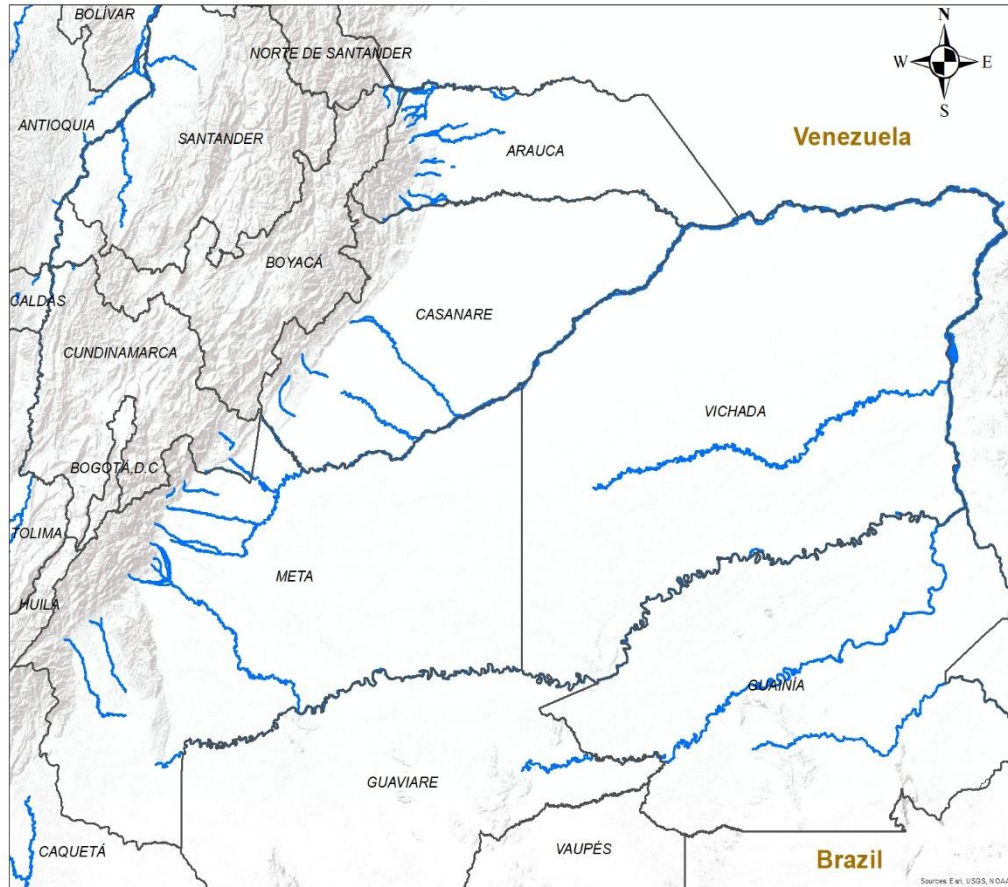 BOLÍVAR
NORTE DE SANTANDER
N
W
E
S
ANTIOQUIA
SANTANDER
ARAUCA
Venezuela
BOYACÁ
CALDAS
CASANARE
CUNDINAMARCA
VICHADA
BOGOTÁ, D.C
TOLIMA
META
HUILA
GUAINÍA
GUAVIARE
CAQUETÁ
VAUPÉS
Brazil
Sources: Esri, USGS, NOAA